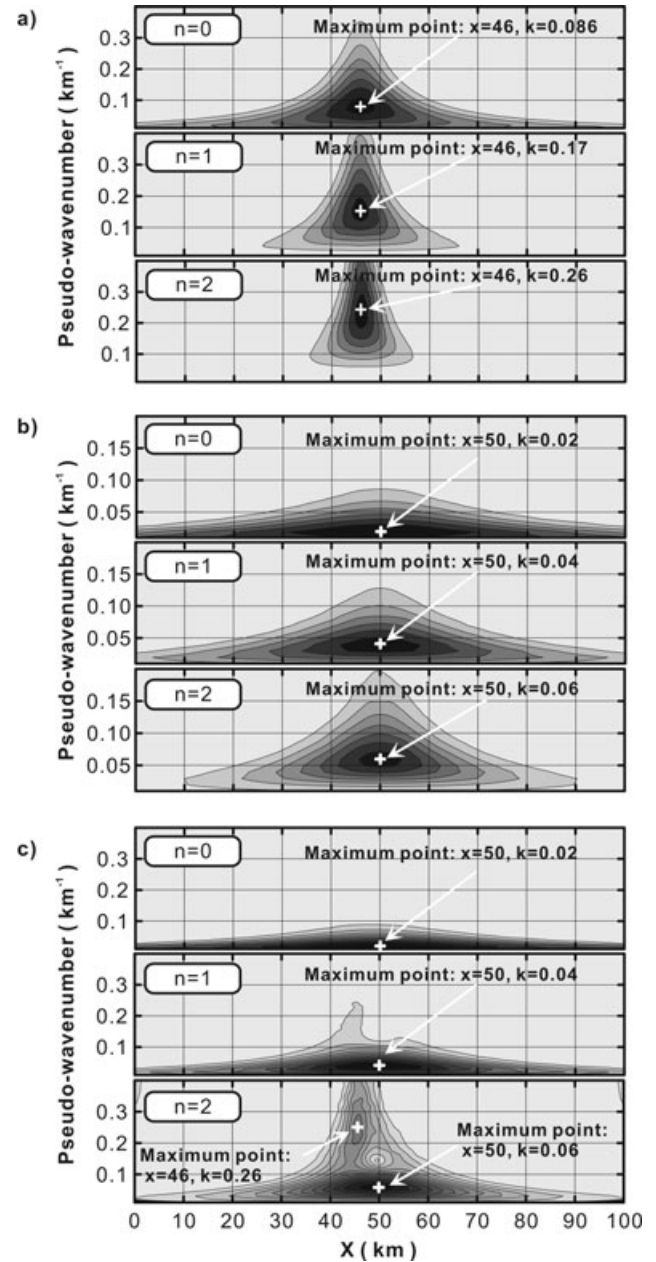 a)
n=0
Maximum point: x=46, k=0.086
0.3
0.2
0.1
n=1
Maximum point: x=46, k=0.17
0.3
0.2
0.1
n=2
Maximum point: x=46, k=0.26
0.3
0.2
0.1
Pseudo-wavenumber ( km⁻¹ )
b)
n=0
Maximum point: x=50, k=0.02
0.15
0.10
0.05
n=1
Maximum point: x=50, k=0.04
0.15
0.10
0.05
n=2
Maximum point: x=50, k=0.06
0.15
0.10
0.05
Pseudo-wavenumber ( km⁻¹ )
c)
n=0
Maximum point: x=50, k=0.02
0.3
0.2
0.1
n=1
Maximum point: x=50, k=0.04
0.3
0.2
0.1
n=2
0.3
0.2
0.1
Maximum point:
x=46, k=0.26
Maximum point:
x=50, k=0.06
Pseudo-wavenumber ( km⁻¹ )
0 10 20 30 40 50 60 70 80 90 100
X ( km )